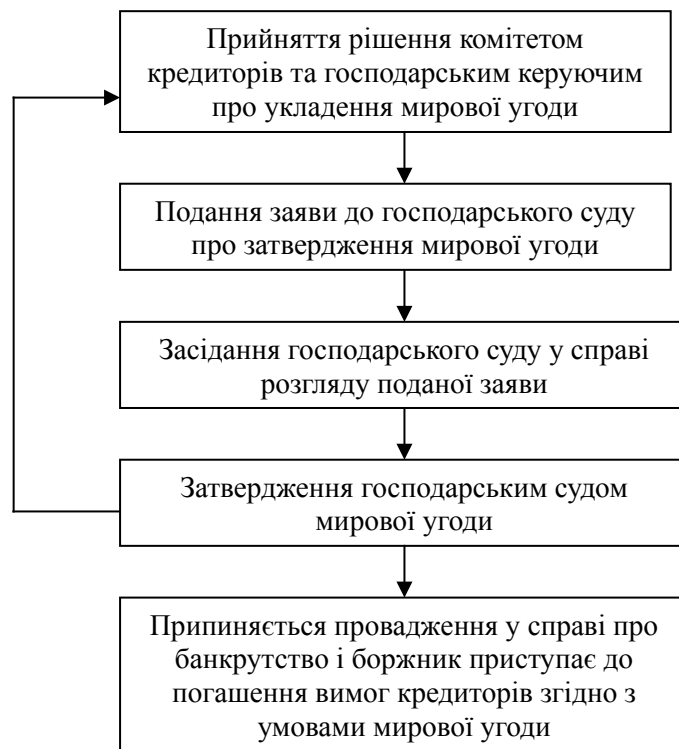 Прийняття рішення комітетом
кредиторів та господарським керуючим
про укладення мирової угоди
Подання заяви до господарського суду
про затвердження мирової угоди
Засідання господарського суду у справі
розгляду поданої заяви
Затвердження господарським судом
мирової угоди
Припиняється провадження у справі про
банкрутство і боржник приступає до
погашення вимог кредиторів згідно з
умовами мирової угоди